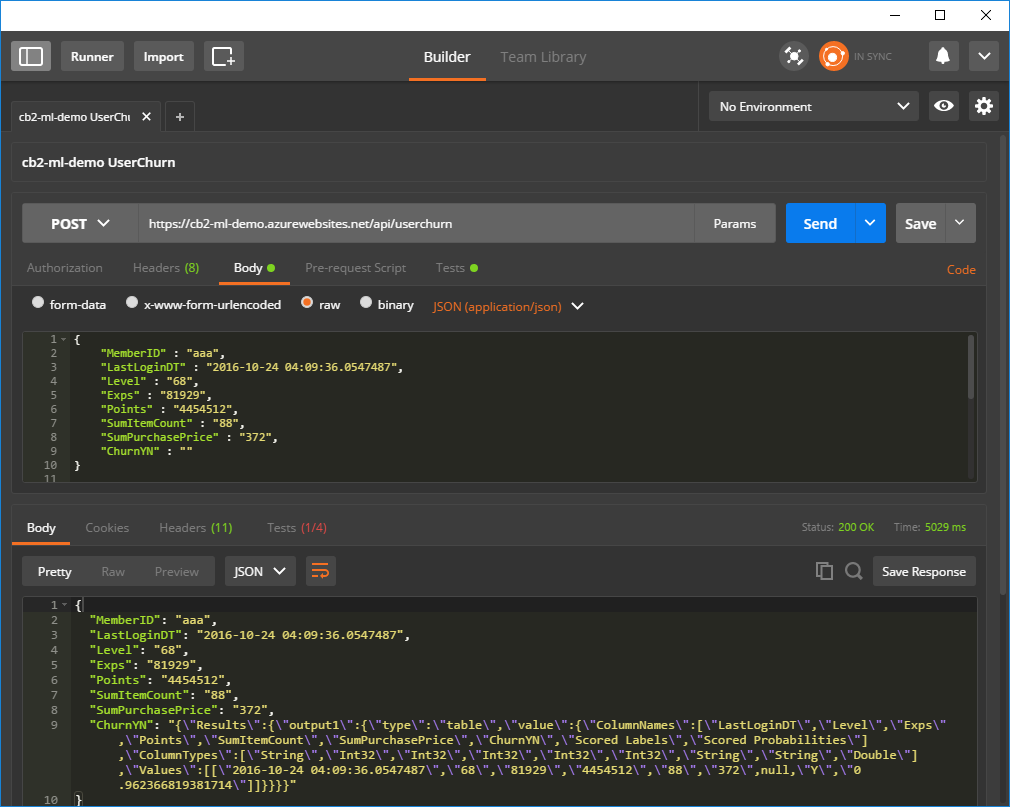 Runner Import Builder Team Library IN SYNC
cb2-ml-demo UserChu No Environment
cb2-ml-demo UserChurn
POST https://cb2-ml-demo.azurewebsites.net/api/userchurn Params Send Save
Authorization Headers (8) Body Pre-request Script Tests Code
form-data x-www-form-urlencoded raw binary JSON (application/json)
1 {
2 "MemberID" : "aaa",
3 "LastLoginDT" : "2016-10-24 04:09:36.0547487",
4 "Level" : "68",
5 "Exps" : "81929",
6 "Points" : "4454512",
7 "SumItemCount" : "88",
8 "SumPurchasePrice" : "372",
9 "ChurnYN" : ""
10 }
11
Body Cookies Headers (11) Tests (1/4) Status: 200 OK Time: 5029 ms
Pretty Raw Preview JSON Save Response
1 {
2 "MemberID": "aaa",
3 "LastLoginDT": "2016-10-24 04:09:36.0547487",
4 "Level": "68",
5 "Exps": "81929",
6 "Points": "4454512",
7 "SumItemCount": "88",
8 "SumPurchasePrice": "372",
9 "ChurnYN": "{\"Results\":{\"output1\":{\"type\":\"table\",\"value\":{\"ColumnNames\":[\"LastLoginDT\",\"Level\",\"Exps\"
,\"Points\",\"SumItemCount\",\"SumPurchasePrice\",\"ChurnYN\",\"Scored Labels\",\"Scored Probabilities\"]
,\"ColumnTypes\":[\"String\",\"Int32\",\"Int32\",\"Int32\",\"Int32\",\"Int32\",\"String\",\"String\",\"Double\"]
,\"Values\":[[\"2016-10-24 04:09:36.0547487\",\"68\",\"81929\",\"4454512\",\"88\",\"372\",null,\"Y\",\"0
.962366819381714\"]]}}}}"
10 }